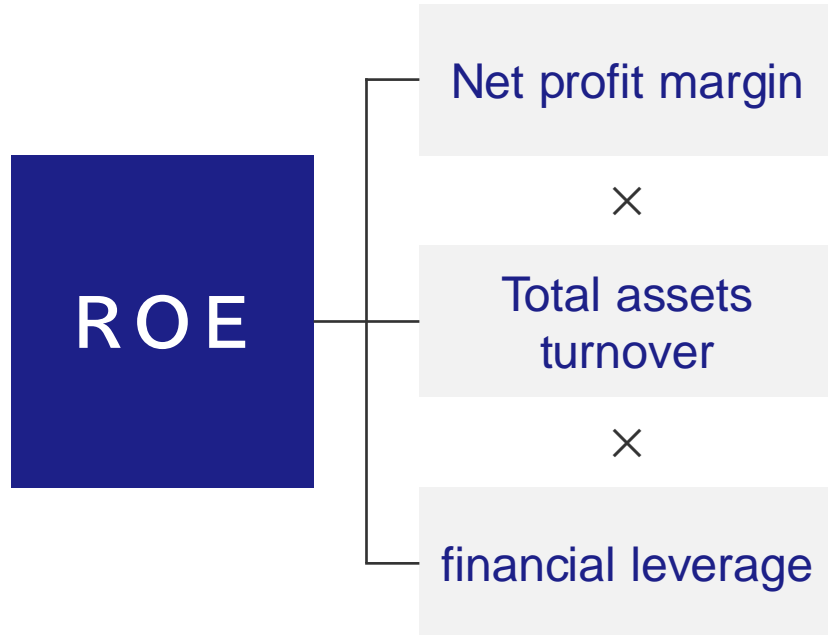 Net profit margin
×
ROE
Total assets
turnover
×
financial leverage